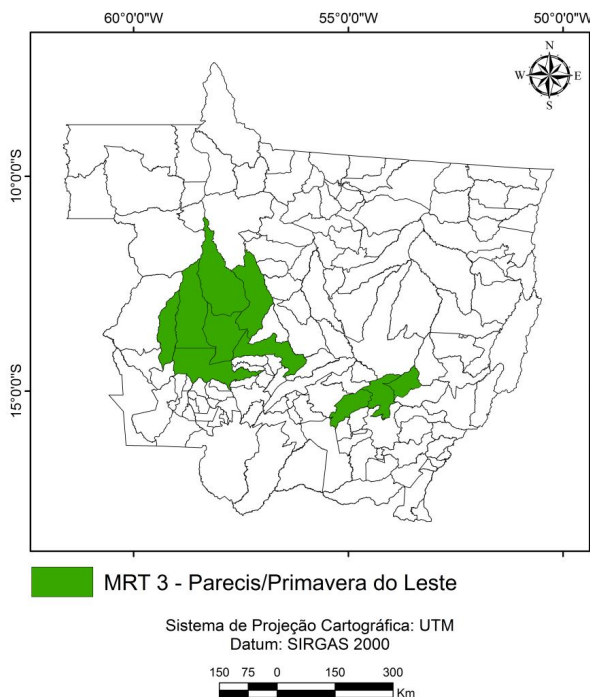 60°0'0"W 55°0'0"W 50°0'0"W
N
W E
S
10°0'0"S
15°0'0"S
MRT 3 - Parecis/Primavera do Leste
Sistema de Projeção Cartográfica: UTM
Datum: SIRGAS 2000
150 75 0 150 300
Km